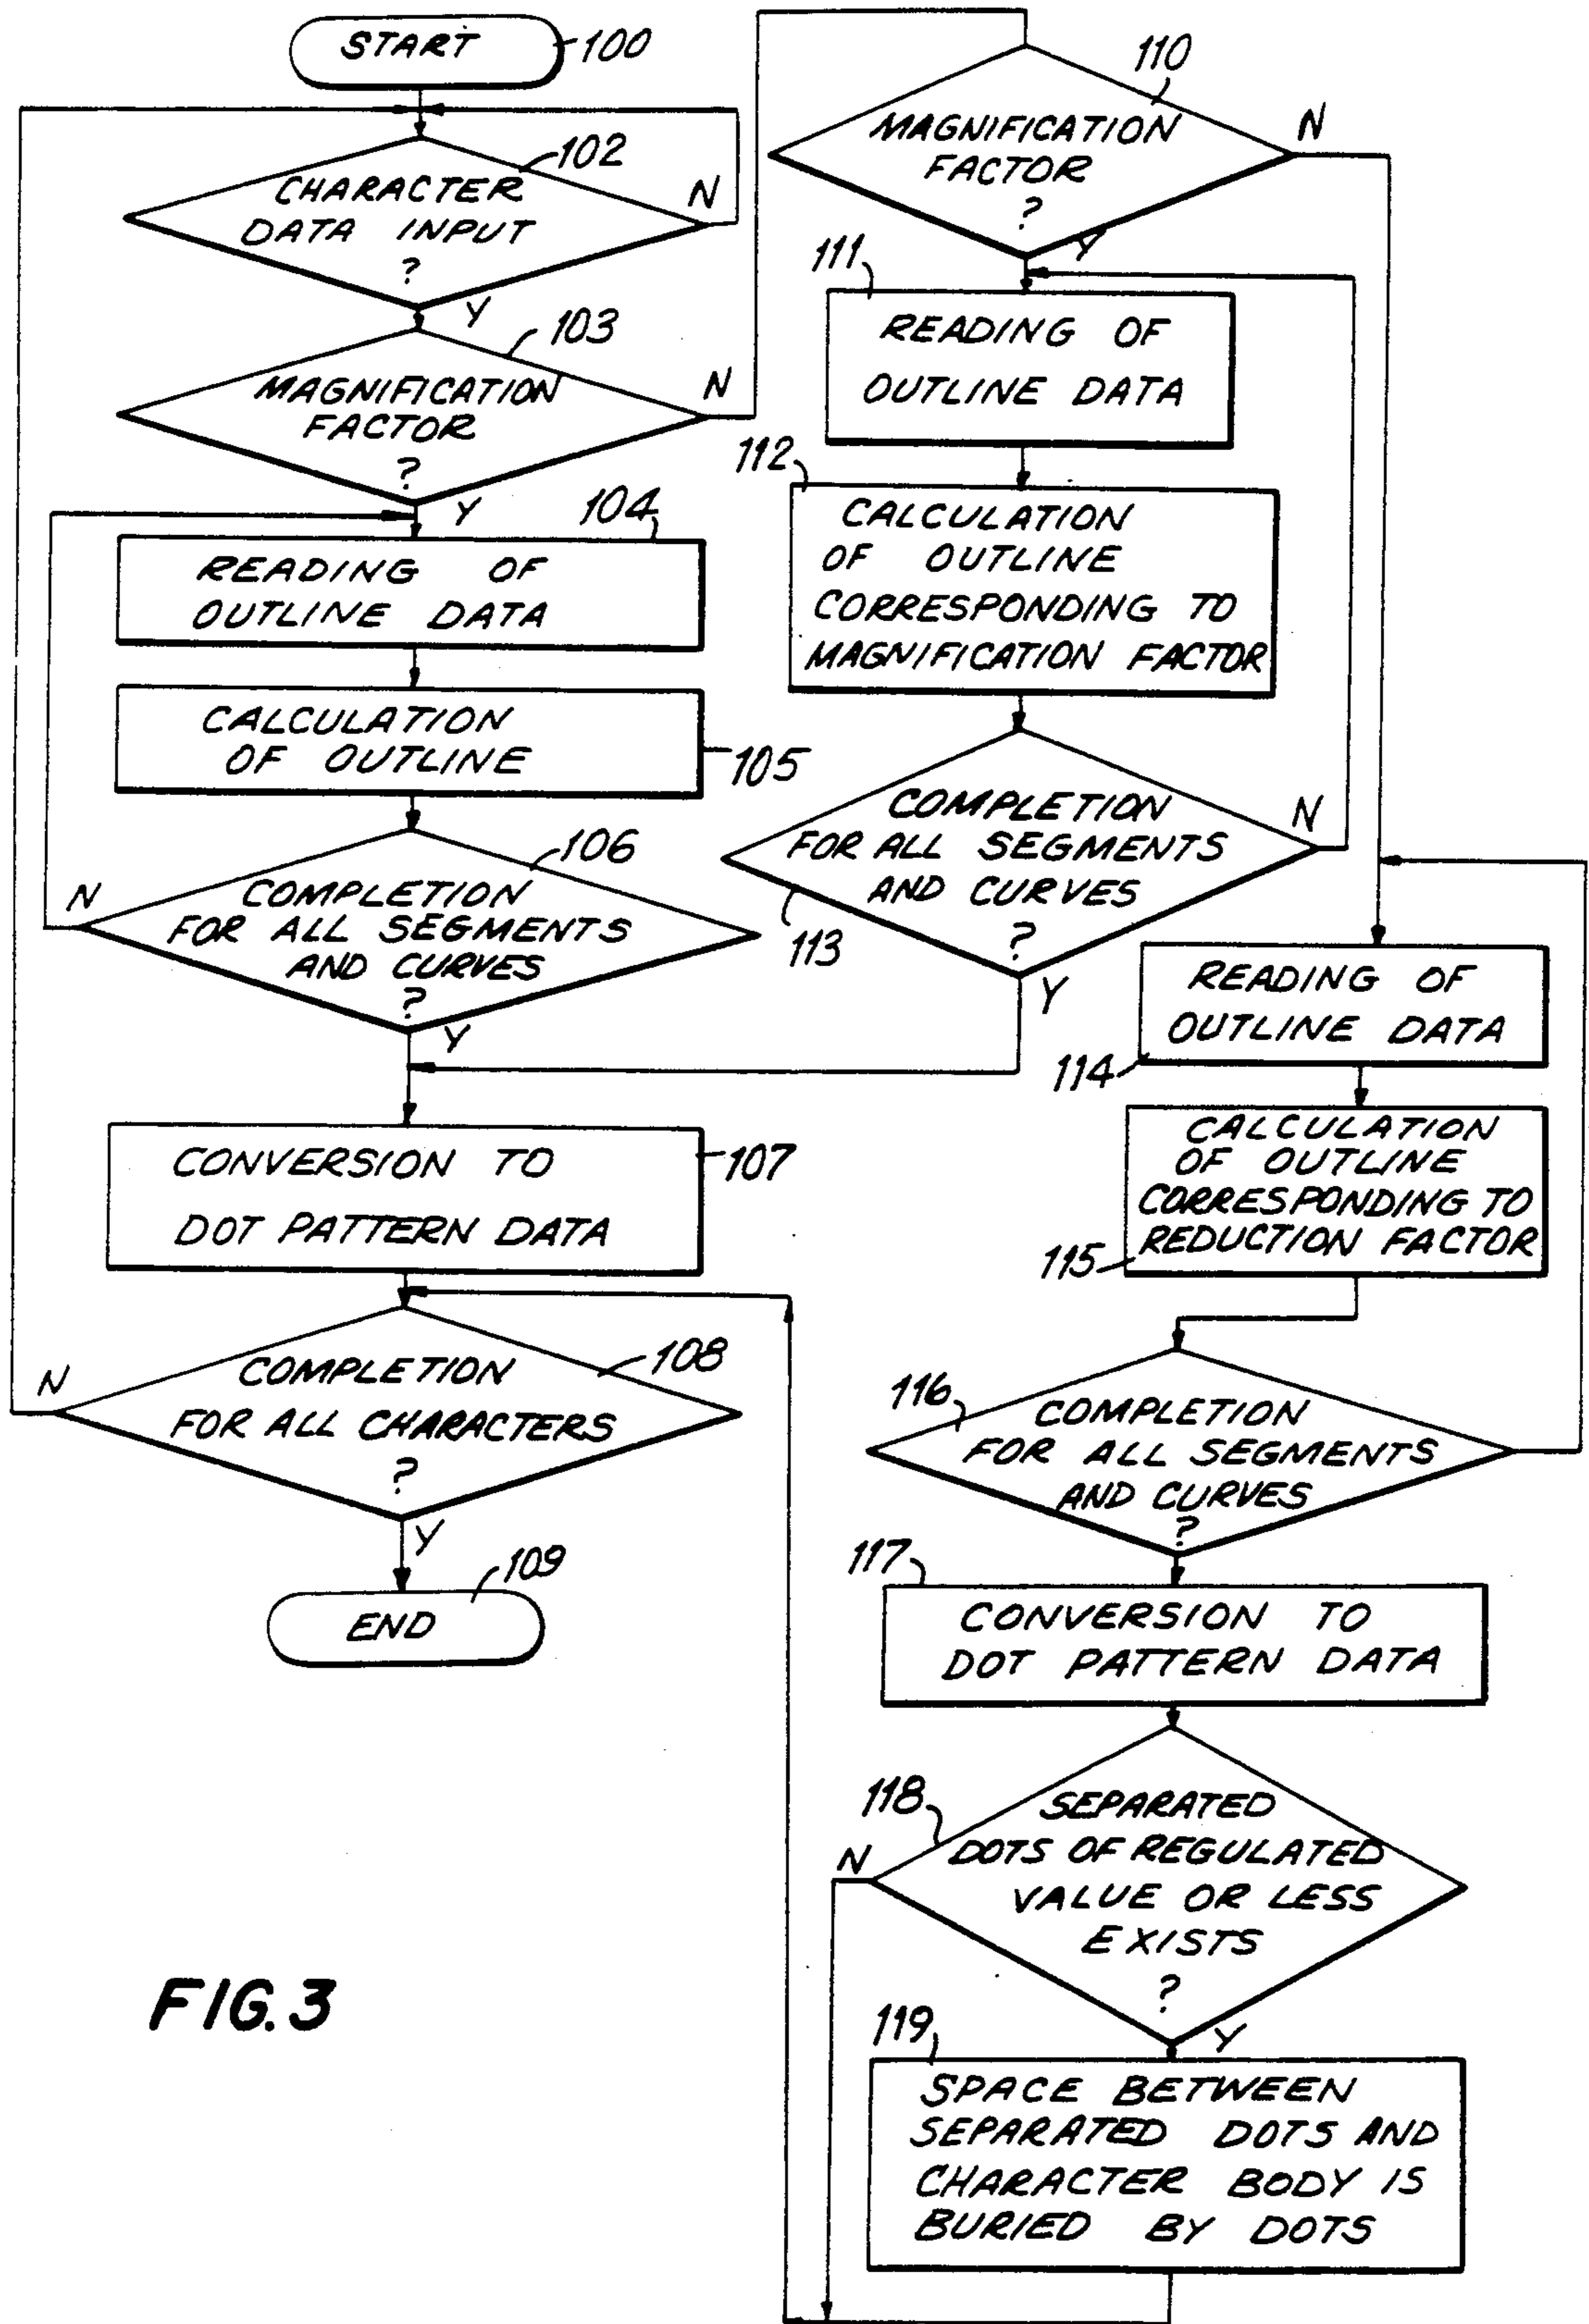 START
100
CHARACTER
DATA INPUT
?
102
N
Y
103
MAGNIFICATION
FACTOR
?
N
Y
104
READING OF
OUTLINE DATA
CALCULATION
OF OUTLINE
105
106
N
COMPLETION
FOR ALL SEGMENTS
AND CURVES
?
Y
CONVERSION TO
DOT PATTERN DATA
107
108
N
COMPLETION
FOR ALL CHARACTERS
?
Y
109
END
110
MAGNIFICATION
FACTOR
?
N
Y
111
READING OF
OUTLINE DATA
112
CALCULATION
OF OUTLINE
CORRESPONDING TO
MAGNIFICATION FACTOR
COMPLETION
FOR ALL SEGMENTS
AND CURVES
?
N
113
Y
READING OF
OUTLINE DATA
114
CALCULATION
OF OUTLINE
CORRESPONDING TO
REDUCTION FACTOR
115
116
COMPLETION
FOR ALL SEGMENTS
AND CURVES
?
117
CONVERSION TO
DOT PATTERN DATA
118
N
SEPARATED
DOTS OF REGULATED
VALUE OR LESS
EXISTS
?
Y
119
SPACE BETWEEN
SEPARATED DOTS AND
CHARACTER BODY IS
BURIED BY DOTS
FIG. 3